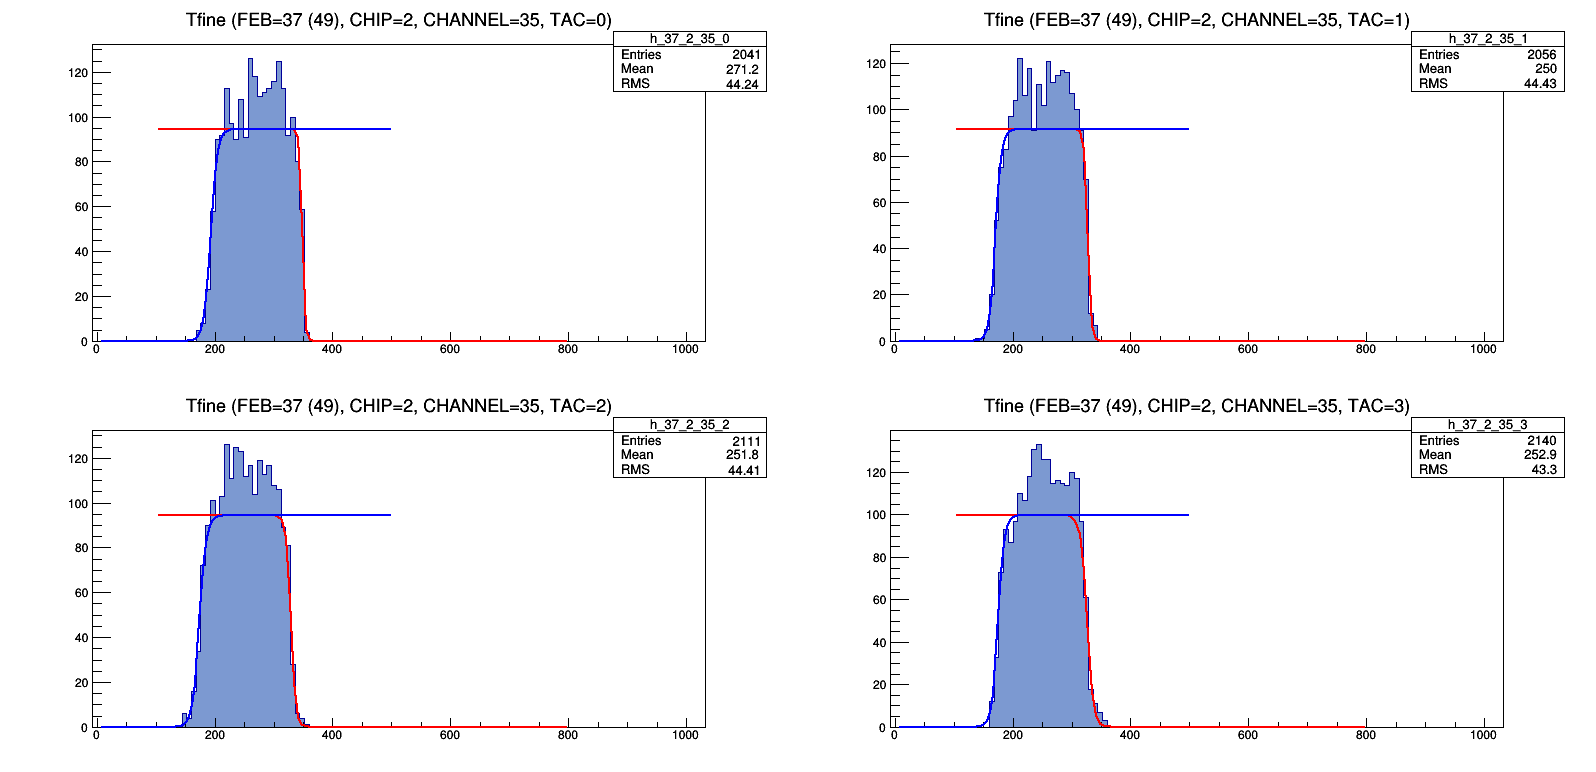 Tfine (FEB=37 (49), CHIP=2, CHANNEL=35, TAC=0)
h_37_2_35_0
Entries 2041
Mean 271.2
RMS 44.24
120
100
80
60
40
20
0
0 200 400 600 800 1000
Tfine (FEB=37 (49), CHIP=2, CHANNEL=35, TAC=1)
h_37_2_35_1
Entries 2056
Mean 250
RMS 44.43
120
100
80
60
40
20
0
0 200 400 600 800 1000
Tfine (FEB=37 (49), CHIP=2, CHANNEL=35, TAC=2)
h_37_2_35_2
Entries 2111
Mean 251.8
RMS 44.41
120
100
80
60
40
20
0
0 200 400 600 800 1000
Tfine (FEB=37 (49), CHIP=2, CHANNEL=35, TAC=3)
h_37_2_35_3
Entries 2140
Mean 252.9
RMS 43.3
120
100
80
60
40
20
0
0 200 400 600 800 1000